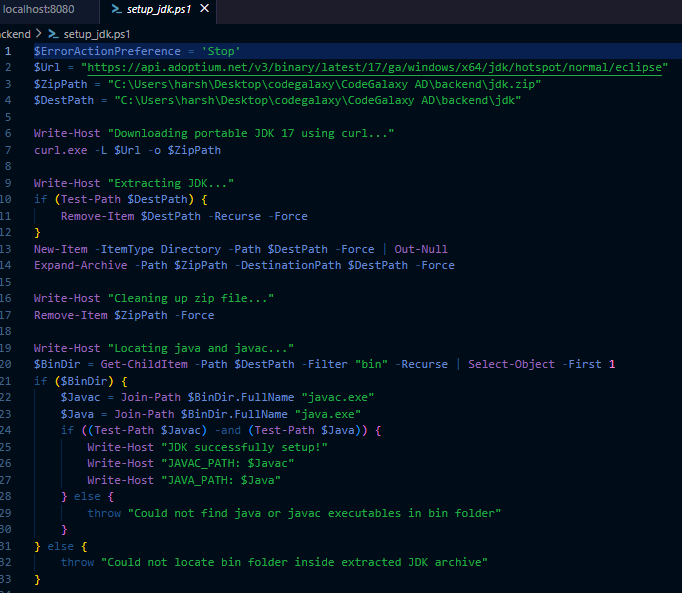 localhost:8080 setup_jdk.ps1
ckend > setup_jdk.ps1
1 $ErrorActionPreference = 'Stop'
2 $Url = "https://api.adoptium.net/v3/binary/latest/17/ga/windows/x64/jdk/hotspot/normal/eclipse"
3 $ZipPath = "C:\Users\harsh\Desktop\codegalaxy\CodeGalaxy AD\backend\jdk.zip"
4 $DestPath = "C:\Users\harsh\Desktop\codegalaxy\CodeGalaxy AD\backend\jdk"
5
6 Write-Host "Downloading portable JDK 17 using curl..."
7 curl.exe -L $Url -o $ZipPath
8
9 Write-Host "Extracting JDK..."
10 if (Test-Path $DestPath) {
11     Remove-Item $DestPath -Recurse -Force
12 }
13 New-Item -ItemType Directory -Path $DestPath -Force | Out-Null
14 Expand-Archive -Path $ZipPath -DestinationPath $DestPath -Force
15
16 Write-Host "Cleaning up zip file..."
17 Remove-Item $ZipPath -Force
18
19 Write-Host "Locating java and javac..."
20 $BinDir = Get-ChildItem -Path $DestPath -Filter "bin" -Recurse | Select-Object -First 1
21 if ($BinDir) {
22     $Javac = Join-Path $BinDir.FullName "javac.exe"
23     $Java = Join-Path $BinDir.FullName "java.exe"
24     if ((Test-Path $Javac) -and (Test-Path $Java)) {
25         Write-Host "JDK successfully setup!"
26         Write-Host "JAVAC_PATH: $Javac"
27         Write-Host "JAVA_PATH: $Java"
28     } else {
29         throw "Could not find java or javac executables in bin folder"
30     }
31 } else {
32     throw "Could not locate bin folder inside extracted JDK archive"
33 }